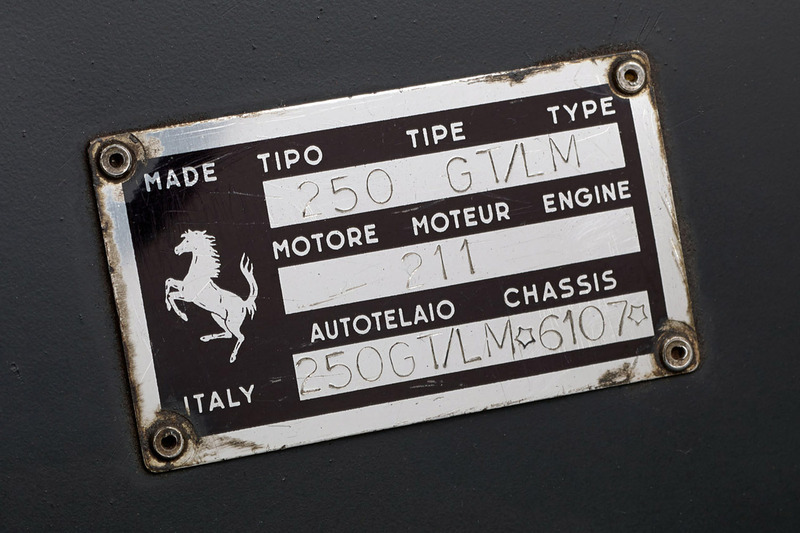 MADE TIPO TIPE TYPE
250 GT/LM
MOTORE MOTEUR ENGINE
211
AUTOTELAIO CHASSIS
250GT/LM☆6107☆
ITALY